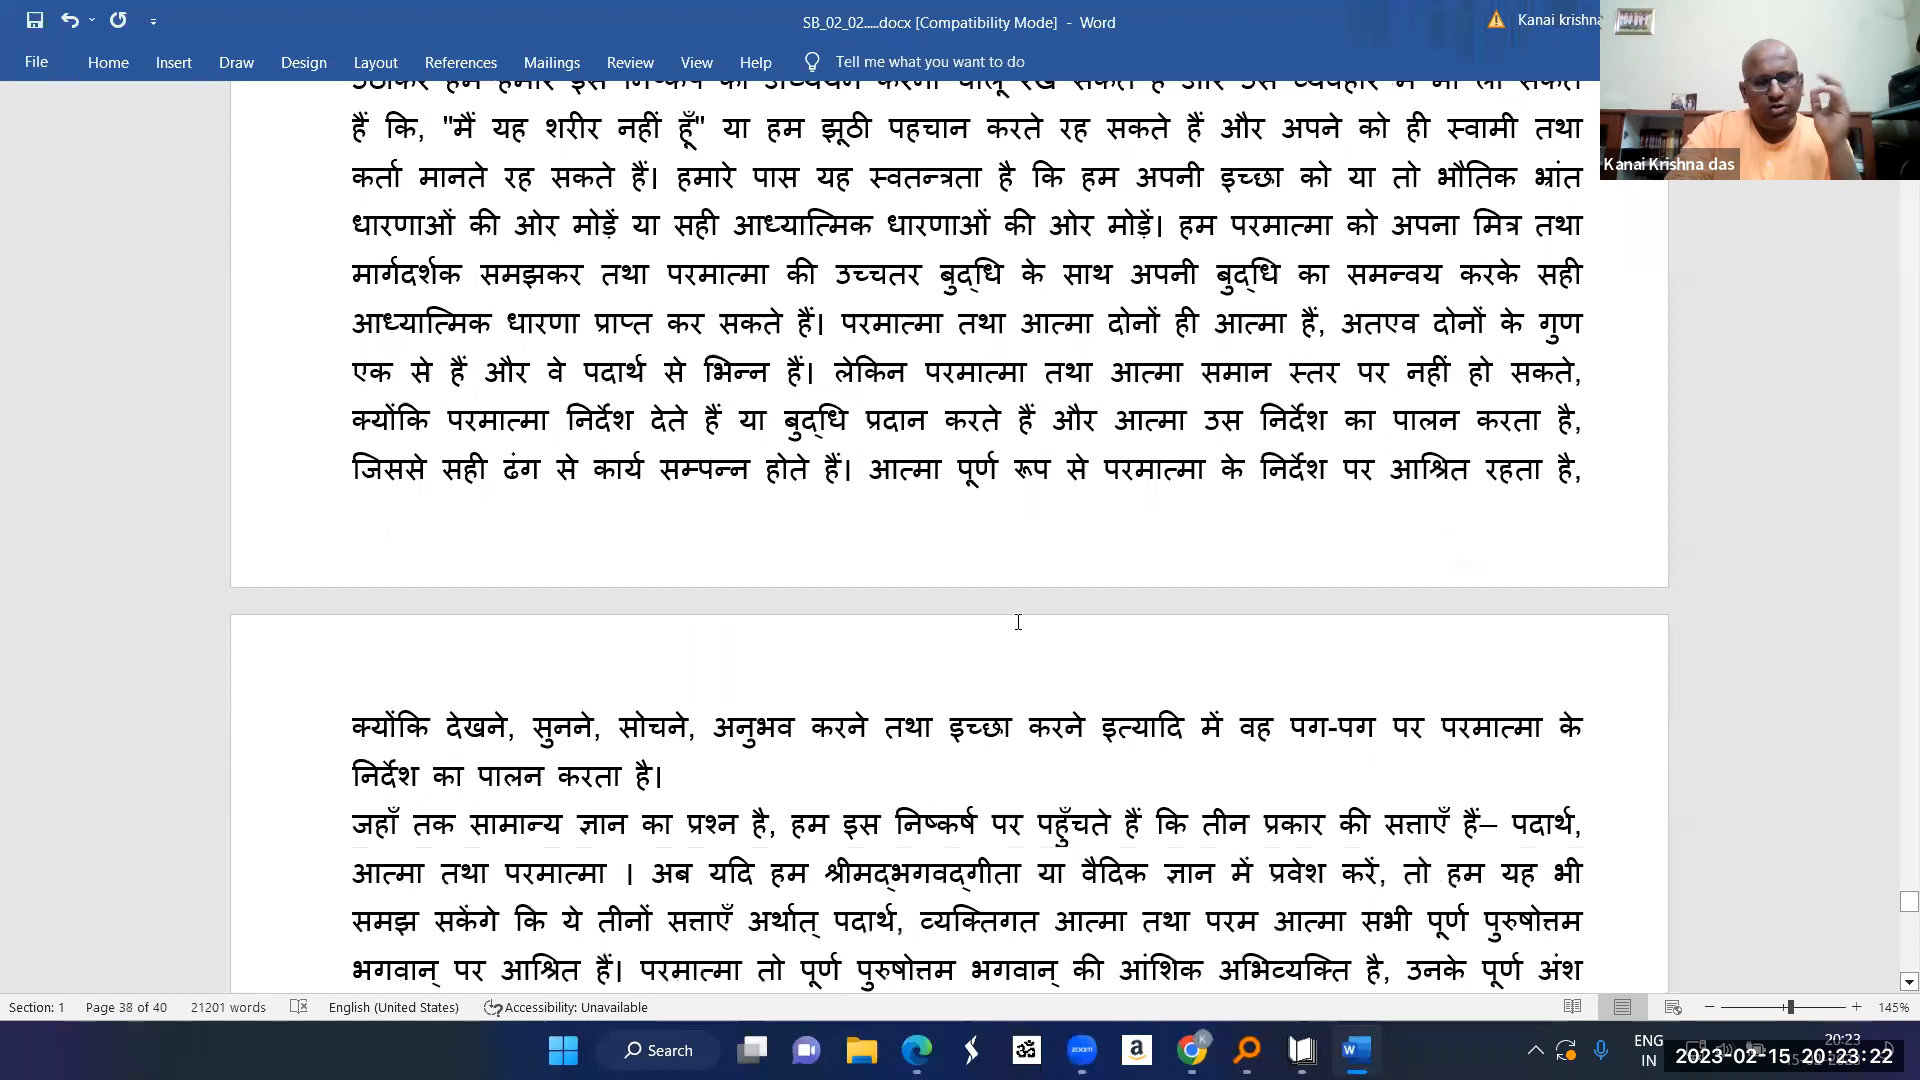 SB_02_02.....docx [Compatibility Mode] - Word
Kanai krishna
File Home Insert Draw Design Layout References Mailings Review View Help Tell me what you want to do
Kanai Krishna das
हैं कि, "मैं यह शरीर नहीं हूँ" या हम झूठी पहचान करते रह सकते हैं और अपने को ही स्वामी तथा
कर्ता मानते रह सकते हैं। हमारे पास यह स्वतन्त्रता है कि हम अपनी इच्छा को या तो भौतिक भ्रांत
धारणाओं की ओर मोड़ें या सही आध्यात्मिक धारणाओं की ओर मोड़ें। हम परमात्मा को अपना मित्र तथा
मार्गदर्शक समझकर तथा परमात्मा की उच्चतर बुद्धि के साथ अपनी बुद्धि का समन्वय करके सही
आध्यात्मिक धारणा प्राप्त कर सकते हैं। परमात्मा तथा आत्मा दोनों ही आत्मा हैं, अतएव दोनों के गुण
एक से हैं और वे पदार्थ से भिन्न हैं। लेकिन परमात्मा तथा आत्मा समान स्तर पर नहीं हो सकते,
क्योंकि परमात्मा निर्देश देते हैं या बुद्धि प्रदान करते हैं और आत्मा उस निर्देश का पालन करता है,
जिससे सही ढंग से कार्य सम्पन्न होते हैं। आत्मा पूर्ण रूप से परमात्मा के निर्देश पर आश्रित रहता है,
क्योंकि देखने, सुनने, सोचने, अनुभव करने तथा इच्छा करने इत्यादि में वह पग-पग पर परमात्मा के
निर्देश का पालन करता है।
जहाँ तक सामान्य ज्ञान का प्रश्न है, हम इस निष्कर्ष पर पहुँचते हैं कि तीन प्रकार की सत्ताएँ हैं– पदार्थ,
आत्मा तथा परमात्मा । अब यदि हम श्रीमद्भगवद्गीता या वैदिक ज्ञान में प्रवेश करें, तो हम यह भी
समझ सकेंगे कि ये तीनों सत्ताएँ अर्थात् पदार्थ, व्यक्तिगत आत्मा तथा परम आत्मा सभी पूर्ण पुरुषोत्तम
भगवान् पर आश्रित हैं। परमात्मा तो पूर्ण पुरुषोत्तम भगवान् की आंशिक अभिव्यक्ति है, उनके पूर्ण अंश
Section: 1 Page 38 of 40 21201 words English (United States) Accessibility: Unavailable 145%
Search
zoom
ENG
IN
20:23
2023-02-15 20:23:22